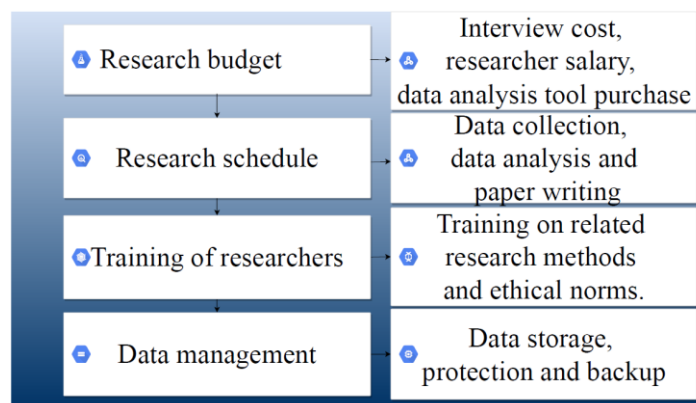 Research budget
Interview cost,
researcher salary,
data analysis tool purchase
Research schedule
Data collection,
data analysis and
paper writing
Training of researchers
Training on related
research methods
and ethical norms.
Data management
Data storage,
protection and backup